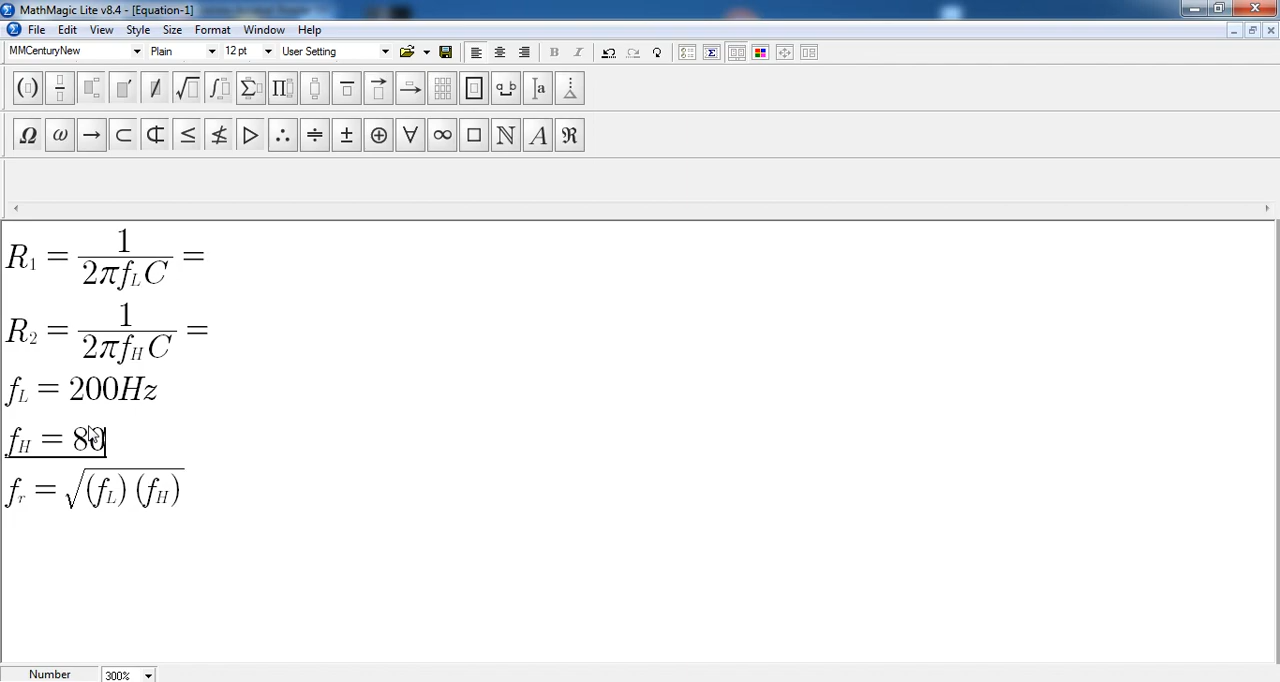 MathMagic Lite v8.4 - [Equation-1]
File Edit View Style Size Format Window Help
MMCenturyNew Plain 12 pt User Setting B I
Ω ω → ⊂ ⊄ ≤ ≰ ▷ ∴ ≑ ± ⊕ ∀ ∞ □ ℕ A ℜ
R₁ = 1 / 2πf_L C =
R₂ = 1 / 2πf_H C =
f_L = 200Hz
f_H = 80
f_r = √(f_L) (f_H)
Number 300%